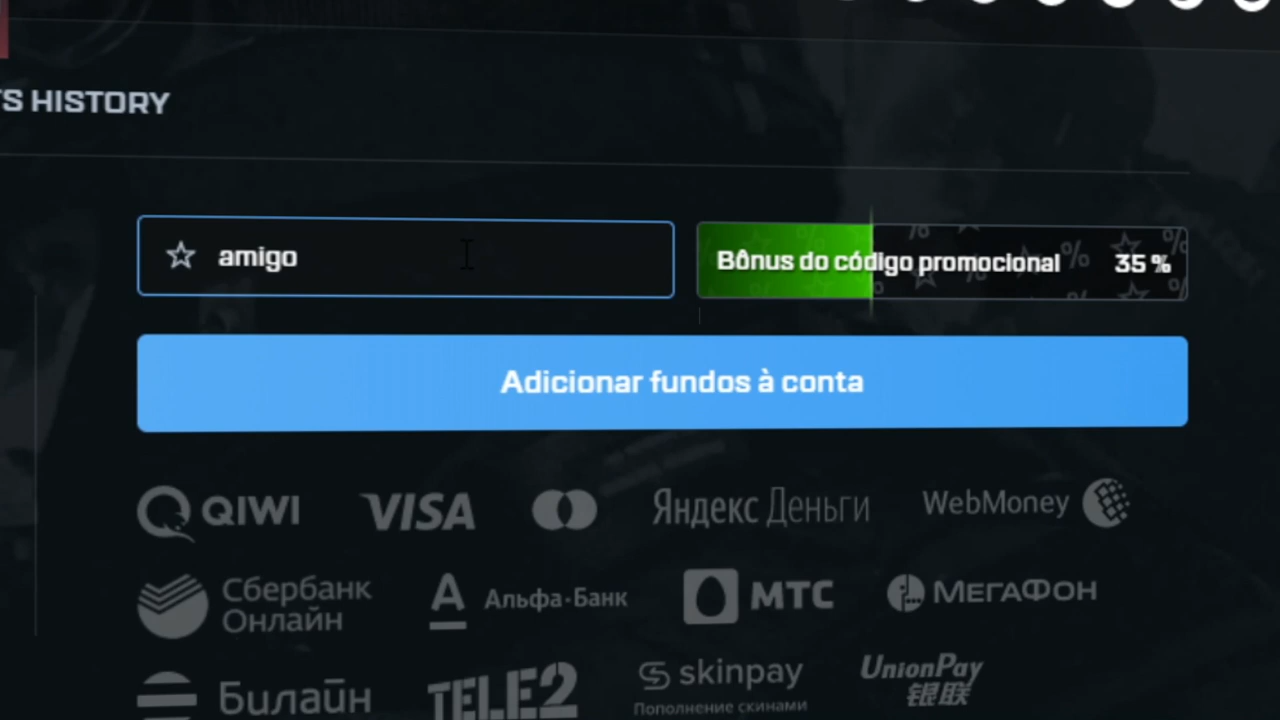 TS HISTORY
amigo
Bônus do código promocional 35 %
Adicionar fundos à conta
QIWI VISA Яндекс Деньги WebMoney
Сбербанк Онлайн Альфа·Банк МТС МЕГАФОН
Билайн TELE2 skinpay UnionPay
Пополнение скинами 银联